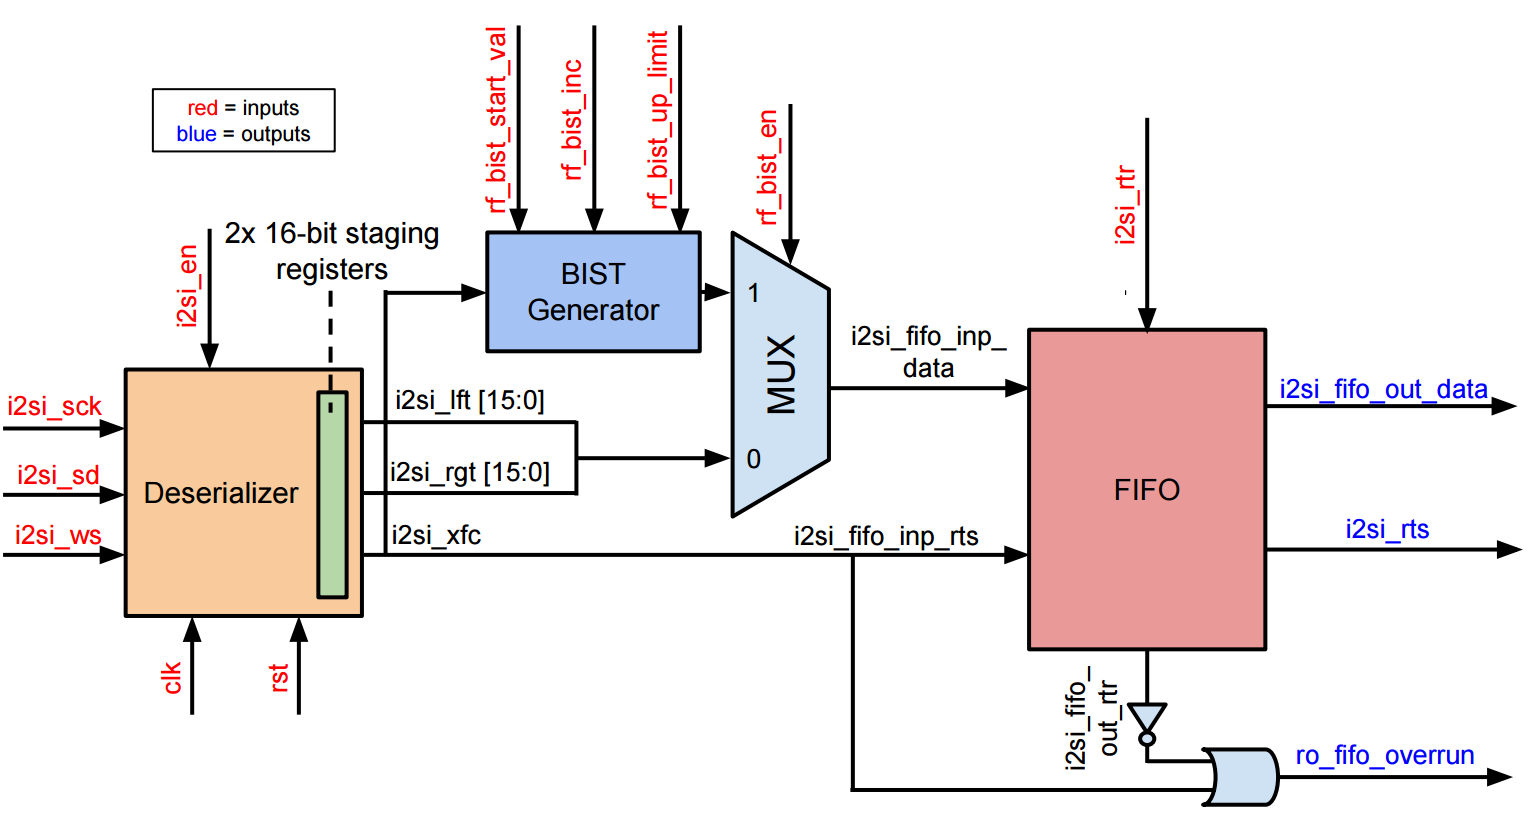 red = inputs
blue = outputs
rf_bist_start_val
rf_bist_inc
rf_bist_up_limit
rf_bist_en
i2si_rtr
i2si_en
2x 16-bit staging
registers
BIST
Generator
1
MUX
0
i2si_fifo_inp_
data
i2si_sck
i2si_sd
i2si_ws
Deserializer
i2si_lft [15:0]
i2si_rgt [15:0]
i2si_xfc
i2si_fifo_inp_rts
FIFO
i2si_fifo_out_data
i2si_rts
clk
rst
i2si_fifo_
out_rtr
ro_fifo_overrun